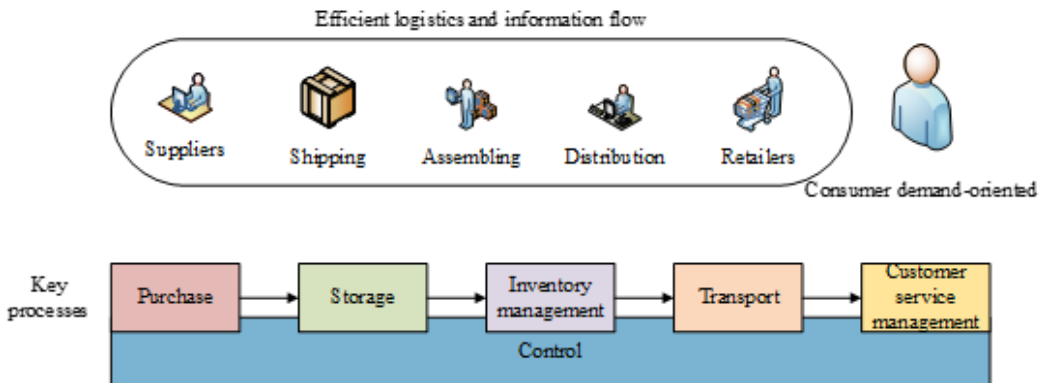 Efficient logistics and information flow
Suppliers
Shipping
Assembling
Distribution
Retailers
Consumer demand-oriented
Key
processes
Purchase
Storage
Inventory
management
Transport
Customer
service
management
Control